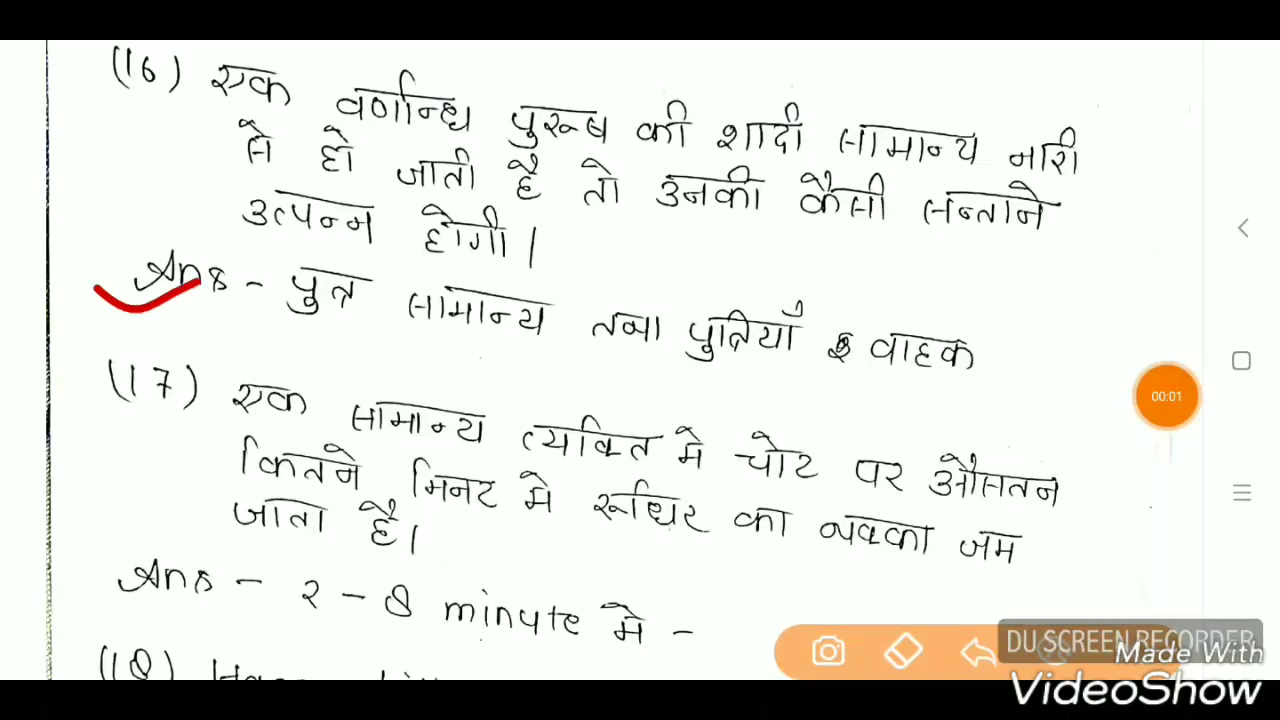 (16) एक वर्णान्ध पुरूष की शादी सामान्य नारी
से हो जाती है तो उनकी कैसी सन्ताने
उत्पन्न होगी।
Ans - पुत्र सामान्य तथा पुत्रियाँ वाहक
(17) एक सामान्य व्यक्ति मे चोट पर औसतन
कितने मिनट मे रूधिर का थक्का जम
जाता है।
Ans - 2 - 8 minute मे -
(18)
00:01
DU SCREEN RECORDER
Made With
VideoShow